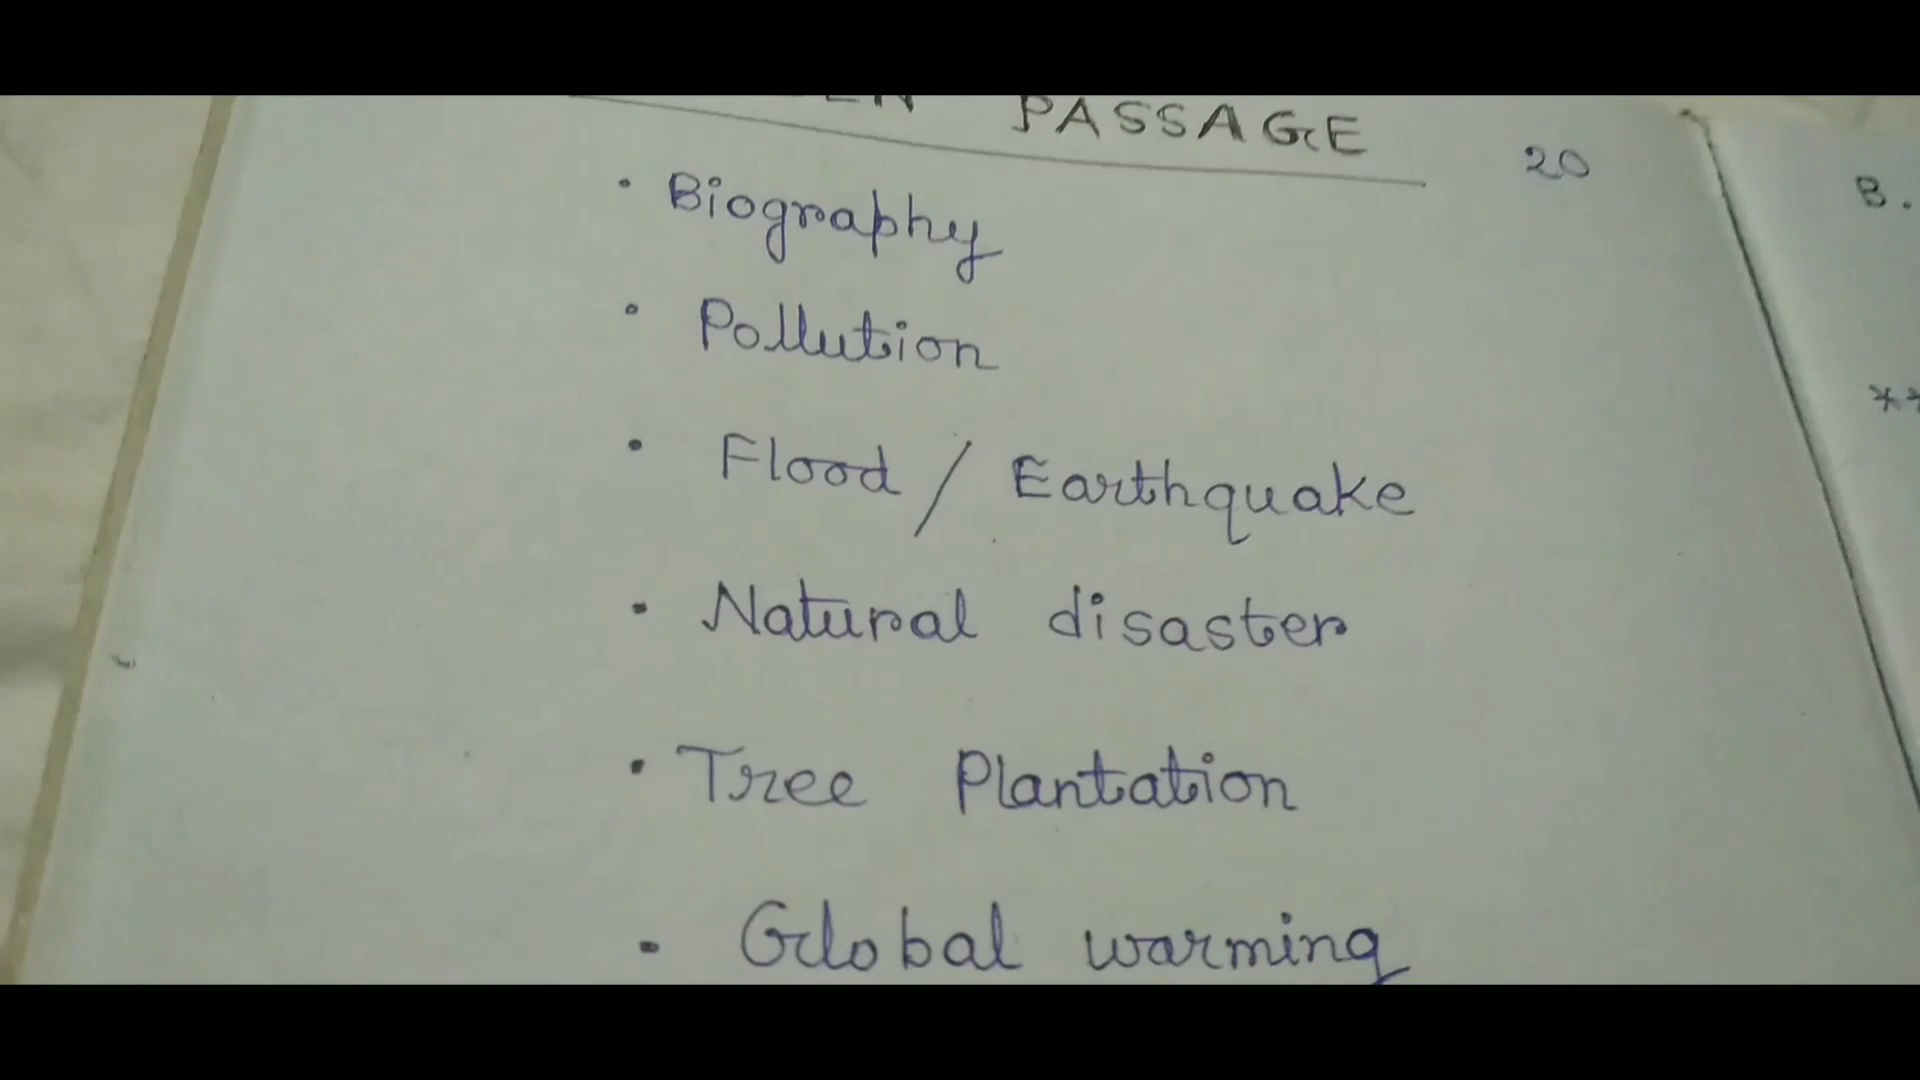 PASSAGE
20
• Biography
• Pollution
• Flood / Earthquake
• Natural disaster
• Tree Plantation
• Global warming
B.
**